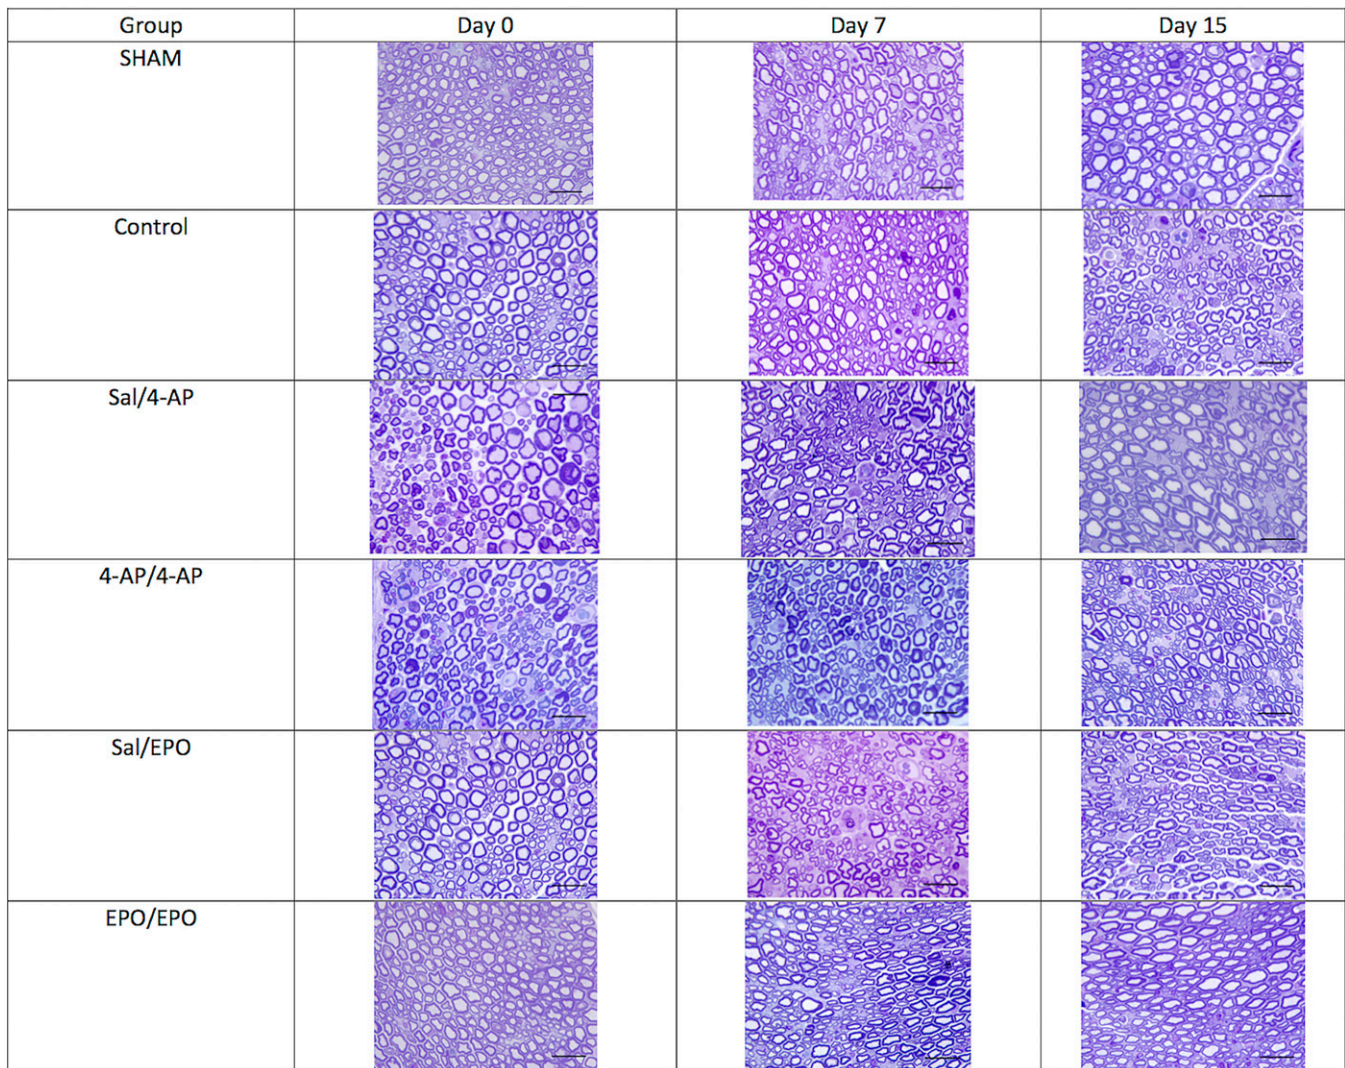 Group Day 0 Day 7 Day 15
SHAM
Control
Sal/4-AP
4-AP/4-AP
Sal/EPO
EPO/EPO